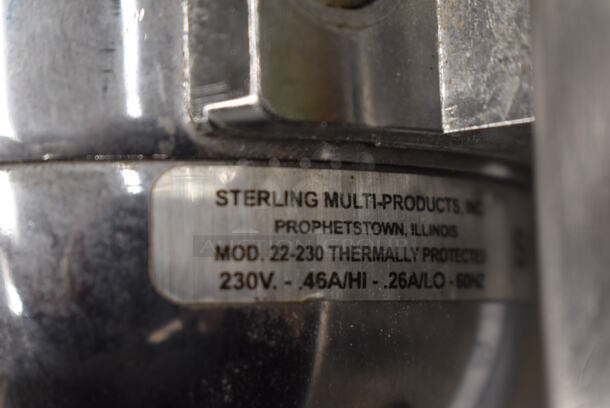 STERLING MULTI-PRODUCTS, INC
PROPHETSTOWN, ILLINOIS
MOD. 22-230 THERMALLY PROTECTED
230V. - .46A/HI - .26A/LO - 60HZ